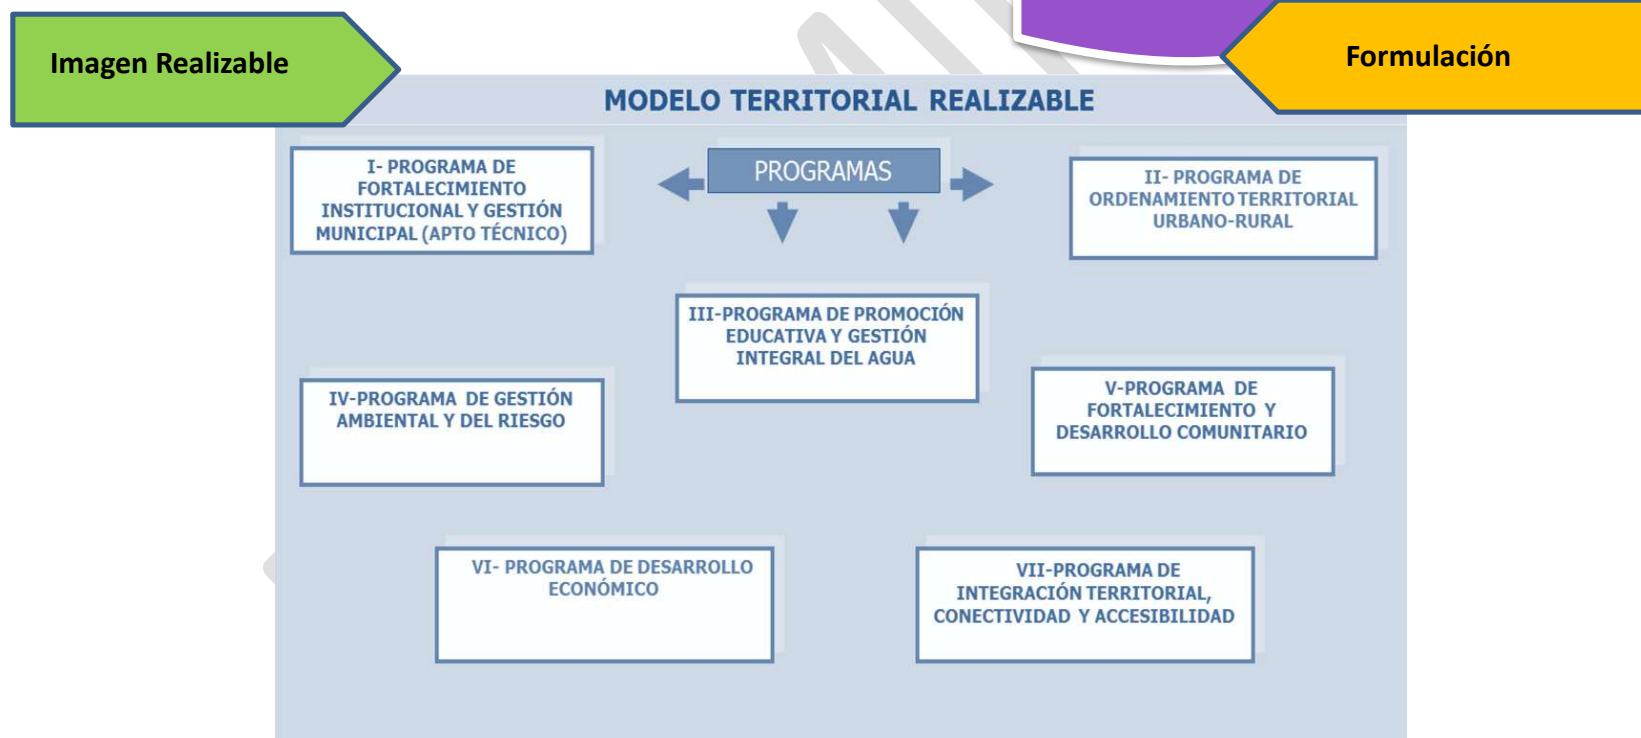 Imagen Realizable
Formulación
MODELO TERRITORIAL REALIZABLE
PROGRAMAS
I- PROGRAMA DE
FORTALECIMIENTO
INSTITUCIONAL Y GESTIÓN
MUNICIPAL (APTO TÉCNICO)
II- PROGRAMA DE
ORDENAMIENTO TERRITORIAL
URBANO-RURAL
III-PROGRAMA DE PROMOCIÓN
EDUCATIVA Y GESTIÓN
INTEGRAL DEL AGUA
IV-PROGRAMA DE GESTIÓN
AMBIENTAL Y DEL RIESGO
V-PROGRAMA DE
FORTALECIMIENTO Y
DESARROLLO COMUNITARIO
VI- PROGRAMA DE DESARROLLO
ECONÓMICO
VII-PROGRAMA DE
INTEGRACIÓN TERRITORIAL,
CONECTIVIDAD Y ACCESIBILIDAD